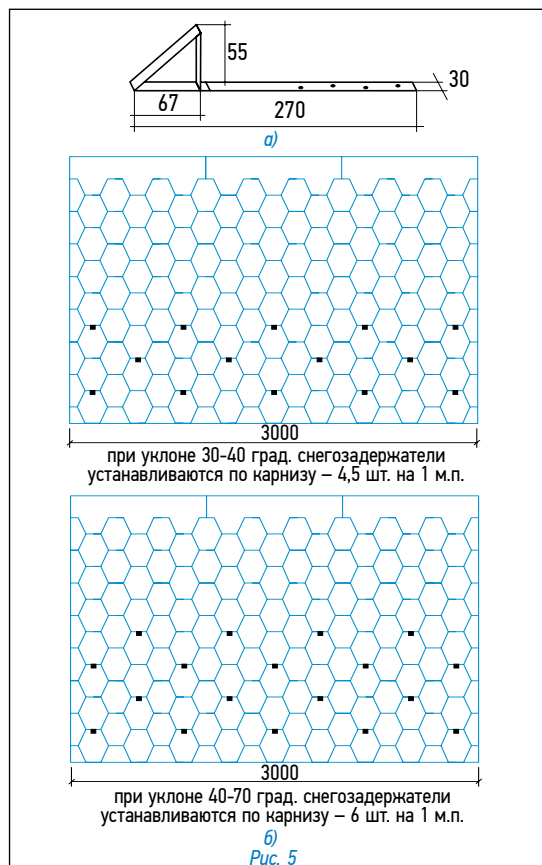 55
30
67
270
а)
3000
при уклоне 30-40 град. снегозадержатели
устанавливаются по карнизу – 4,5 шт. на 1 м.п.
3000
при уклоне 40-70 град. снегозадержатели
устанавливаются по карнизу – 6 шт. на 1 м.п.
б)
Рис. 5